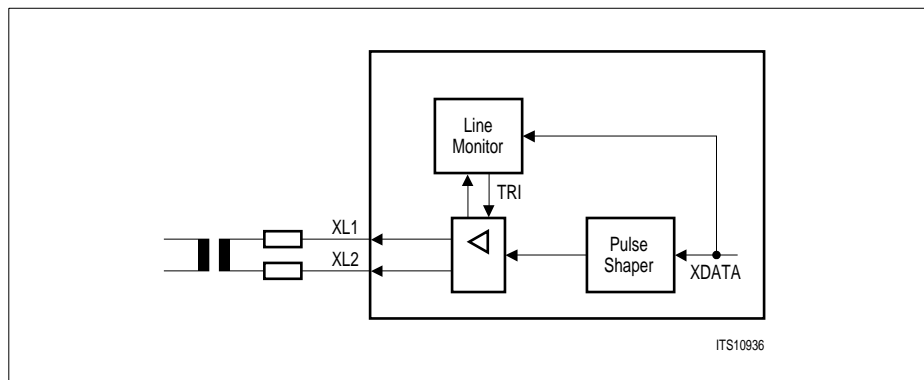 Line
Monitor
TRI
XL1
XL2
Pulse
Shaper
XDATA
ITS10936